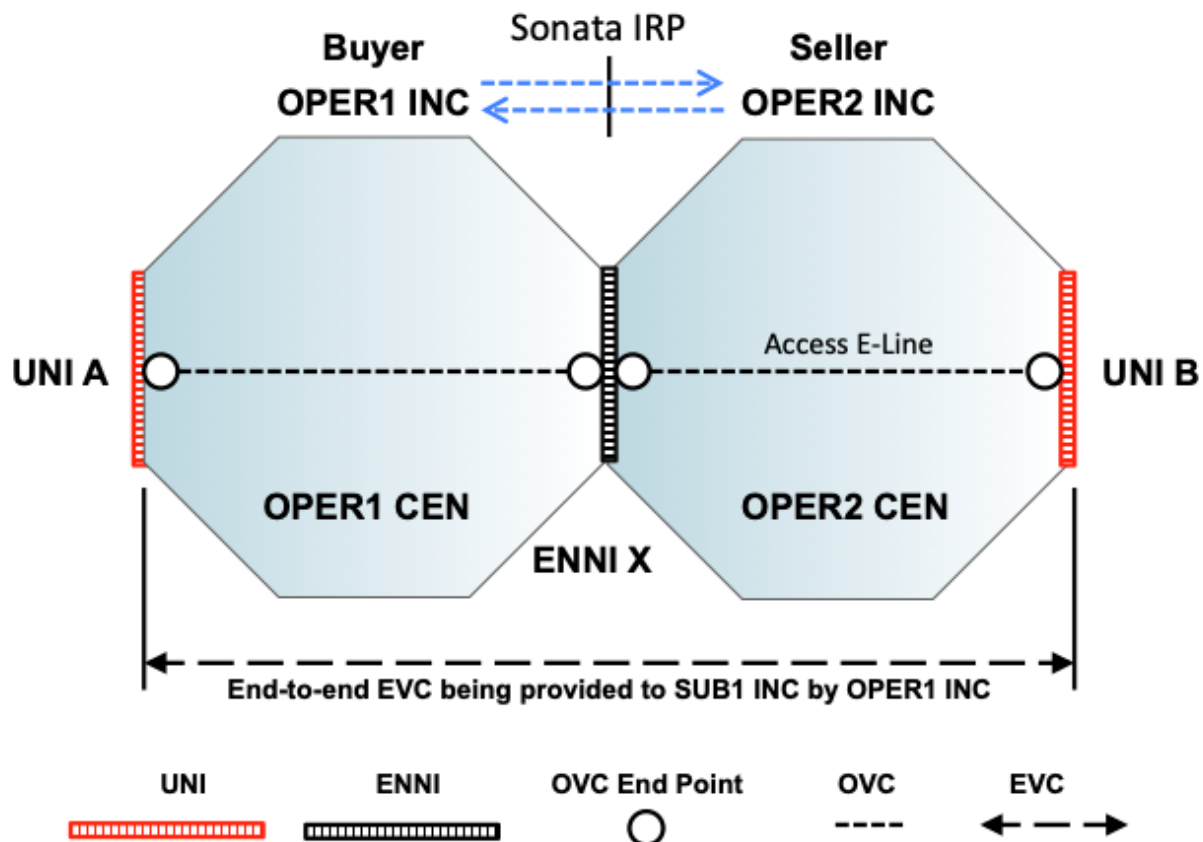 Sonata IRP
Buyer
Seller
OPER1 INC
OPER2 INC
Access E-Line
UNI A
UNI B
OPER1 CEN
OPER2 CEN
ENNI X
End-to-end EVC being provided to SUB1 INC by OPER1 INC
UNI
ENNI
OVC End Point
OVC
EVC